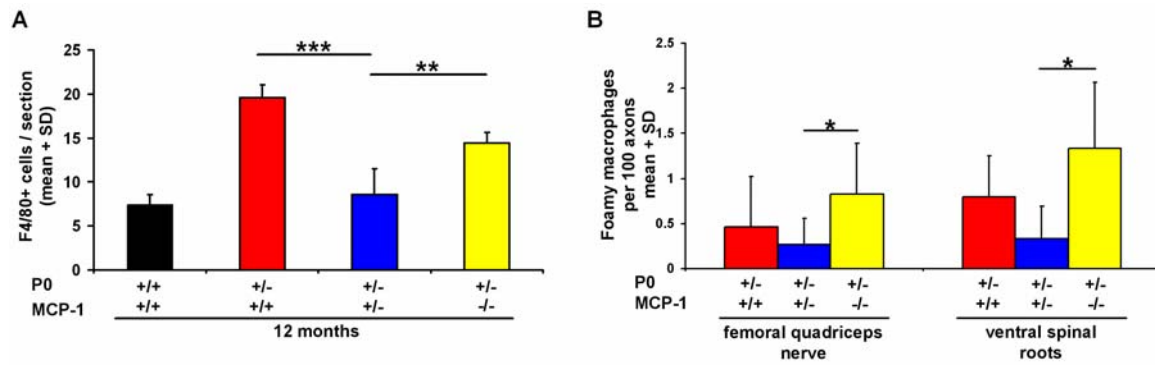 A
F4/80+ cells / section
(mean + SD)
25
20
15
10
5
0
***
**
P0 +/+ +/- +/- +/-
MCP-1 +/+ +/+ +/- -/-
12 months
B
Foamy macrophages
per 100 axons
mean + SD
2.5
2
1.5
1
0.5
0
*
*
P0 +/- +/- +/- +/- +/- +/-
MCP-1 +/+ +/- -/- +/+ +/- -/-
femoral quadriceps
nerve
ventral spinal
roots